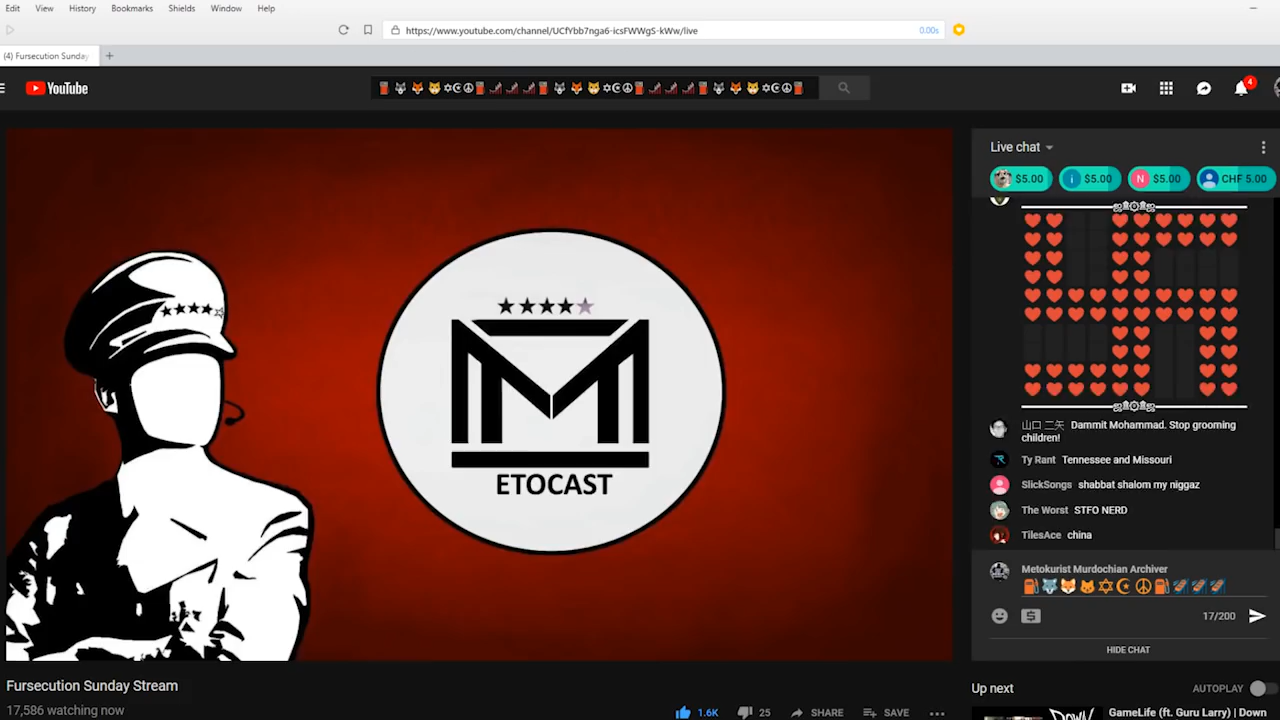 Edit View History Bookmarks Shields Window Help
https://www.youtube.com/channel/UCfYbb7nga6-icsFWWgS-kWw/live 0.00s
(4) Fursecution Sunday
YouTube
4
Live chat
$5.00 $5.00 N $5.00 CHF 5.00
ETOCAST
山口 二矢 Dammit Mohammad. Stop grooming
children!
Ty Rant Tennessee and Missouri
SlickSongs shabbat shalom my niggaz
The Worst STFO NERD
TilesAce china
Metokurist Murdochian Archiver
17/200
HIDE CHAT
Fursecution Sunday Stream
17,586 watching now
1.6K 25 SHARE SAVE
Up next AUTOPLAY
DOWN
GameLife (ft. Guru Larry) | Down